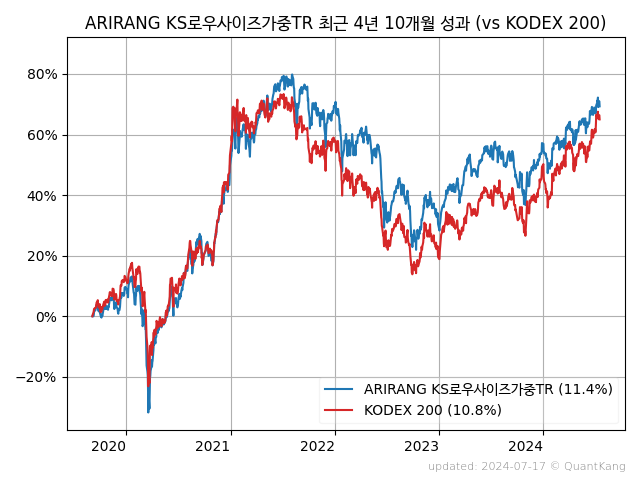 ARIRANG KS로우사이즈가중TR 최근 4년 10개월 성과 (vs KODEX 200)
80%
60%
40%
20%
0%
−20%
ARIRANG KS로우사이즈가중TR (11.4%)
KODEX 200 (10.8%)
2020 2021 2022 2023 2024
updated: 2024-07-17 © QuantKang